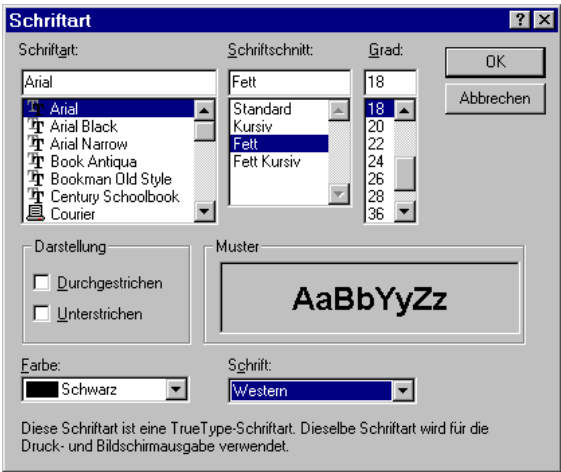 Schriftart
Schriftart:
Arial
Arial
Arial Black
Arial Narrow
Book Antiqua
Bookman Old Style
Century Schoolbook
Courier
Schriftschnitt:
Fett
Standard
Kursiv
Fett
Fett Kursiv
Grad:
18
18
20
22
24
26
28
36
OK
Abbrechen
Darstellung
Durchgestrichen
Unterstrichen
Muster
AaBbYyZz
Farbe:
Schwarz
Schrift:
Western
Diese Schriftart ist eine TrueType-Schriftart. Dieselbe Schriftart wird für die
Druck- und Bildschirmausgabe verwendet.